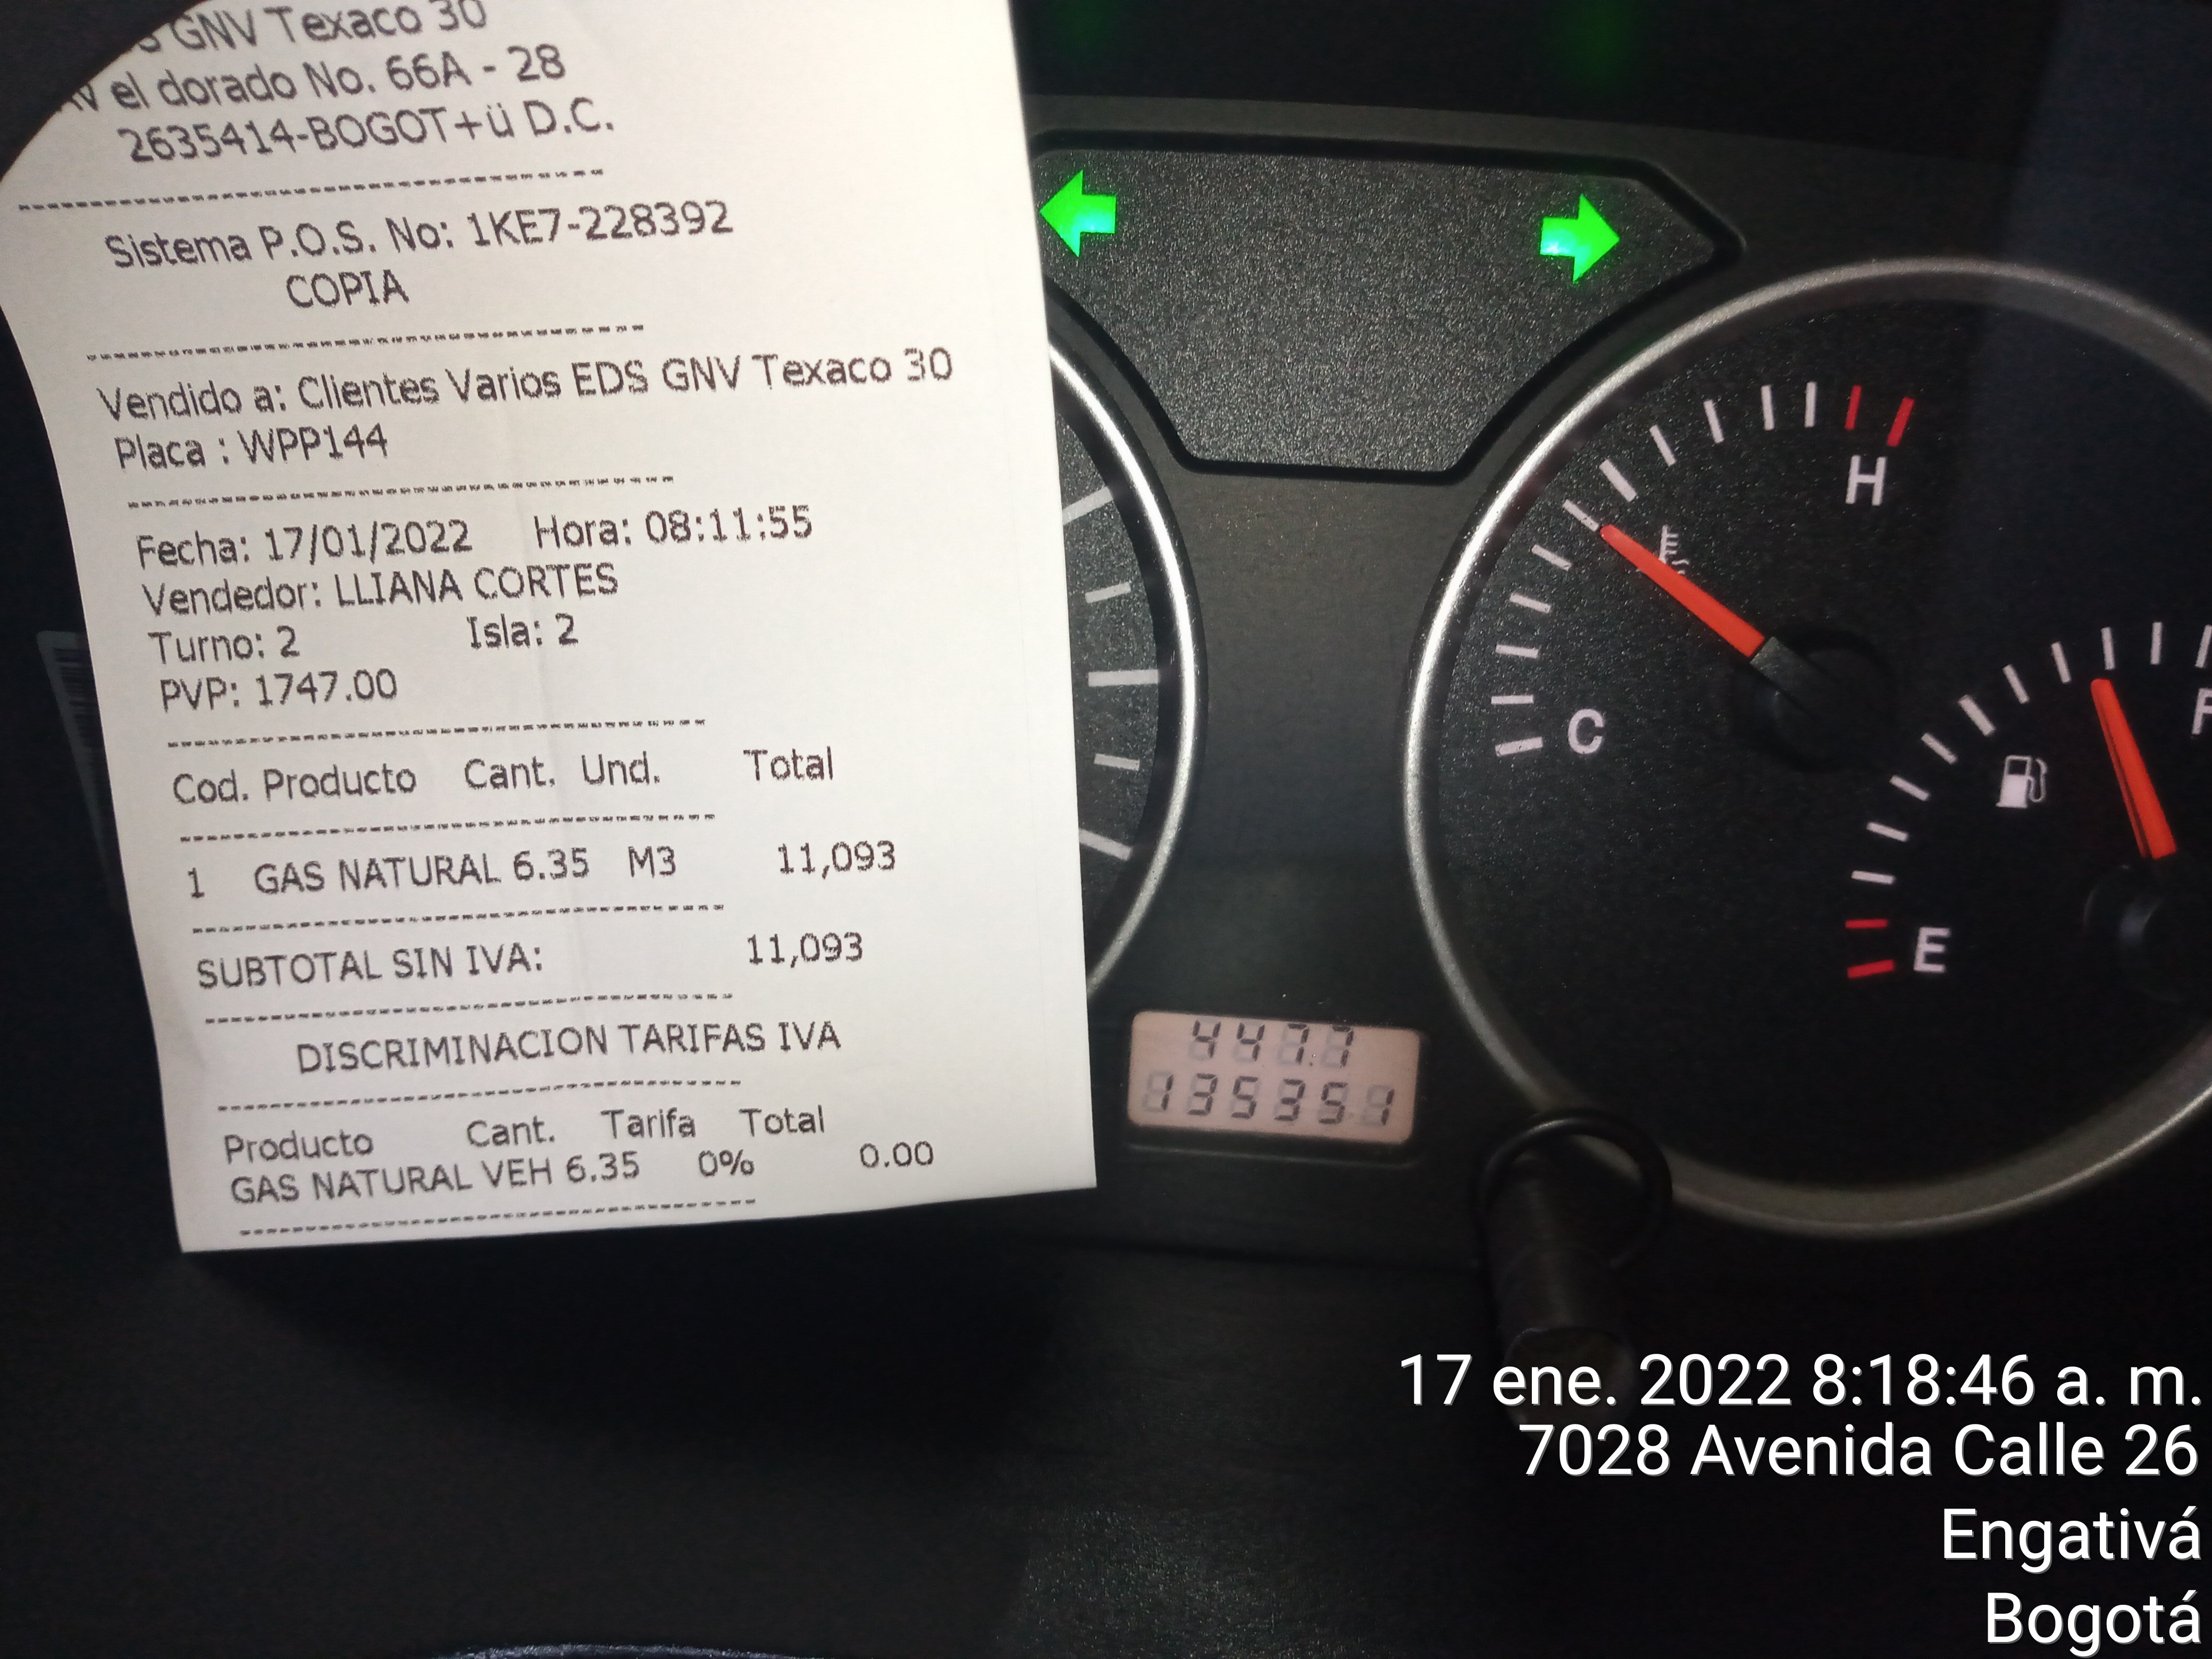 GNV Texaco 30
el dorado No. 66A - 28
2635414-BOGOT+ü D.C.
Sistema P.O.S. No: 1KE7-228392
COPIA
Vendido a: Clientes Varios EDS GNV Texaco 30
Placa : WPP144
Fecha: 17/01/2022 Hora: 08:11:55
Vendedor: LLIANA CORTES
Turno: 2 Isla: 2
PVP: 1747.00
Cod. Producto Cant. Und. Total
1 GAS NATURAL 6.35 M3 11,093
SUBTOTAL SIN IVA: 11,093
DISCRIMINACION TARIFAS IVA
Producto Cant. Tarifa Total
GAS NATURAL VEH 6.35 0% 0.00
H
C
F
E
447.7
135351
17 ene. 2022 8:18:46 a. m.
7028 Avenida Calle 26
Engativá
Bogotá